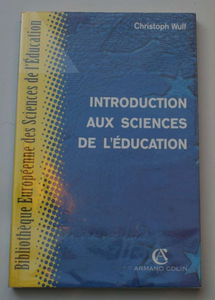 Christoph Wulf
INTRODUCTION
AUX SCIENCES
DE L'ÉDUCATION
Bibliothèque Européenne des Sciences de l'Éducation
ARMAND COLIN